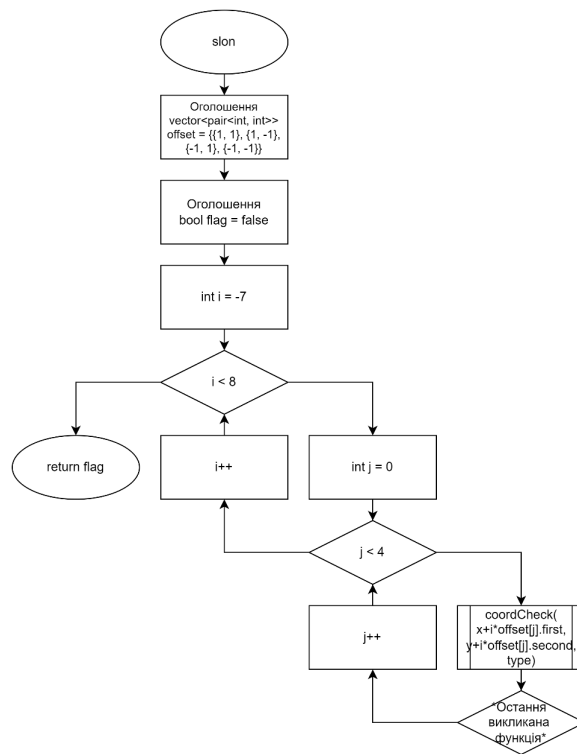 slon
Оголошення
vector<pair<int, int>>
offset = {{1, 1}, {1, -1},
{-1, 1}, {-1, -1}}
Оголошення
bool flag = false
int i = -7
i < 8
return flag
i++
int j = 0
j < 4
j++
coordCheck(
x+i*offset[j].first,
y+i*offset[j].second,
type)
*Остання
викликана
функція*